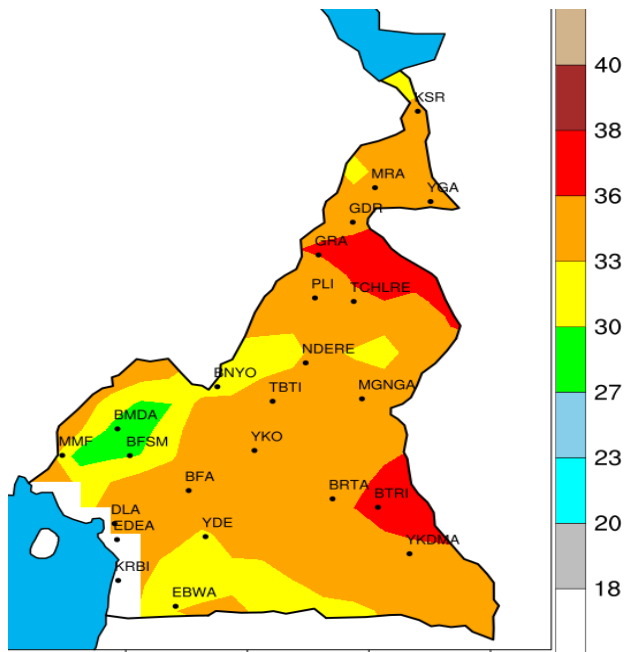 KSR
MRA
YGA
GDR
GRA
PLI
TCHLRE
NDERE
BNYO
TBTI
MGNGA
BMDA
MMF
BFSM
YKO
BFA
BRTA
BTRI
DLA
EDEA
YDE
YKDMA
KRBI
EBWA
40
38
36
33
30
27
23
20
18